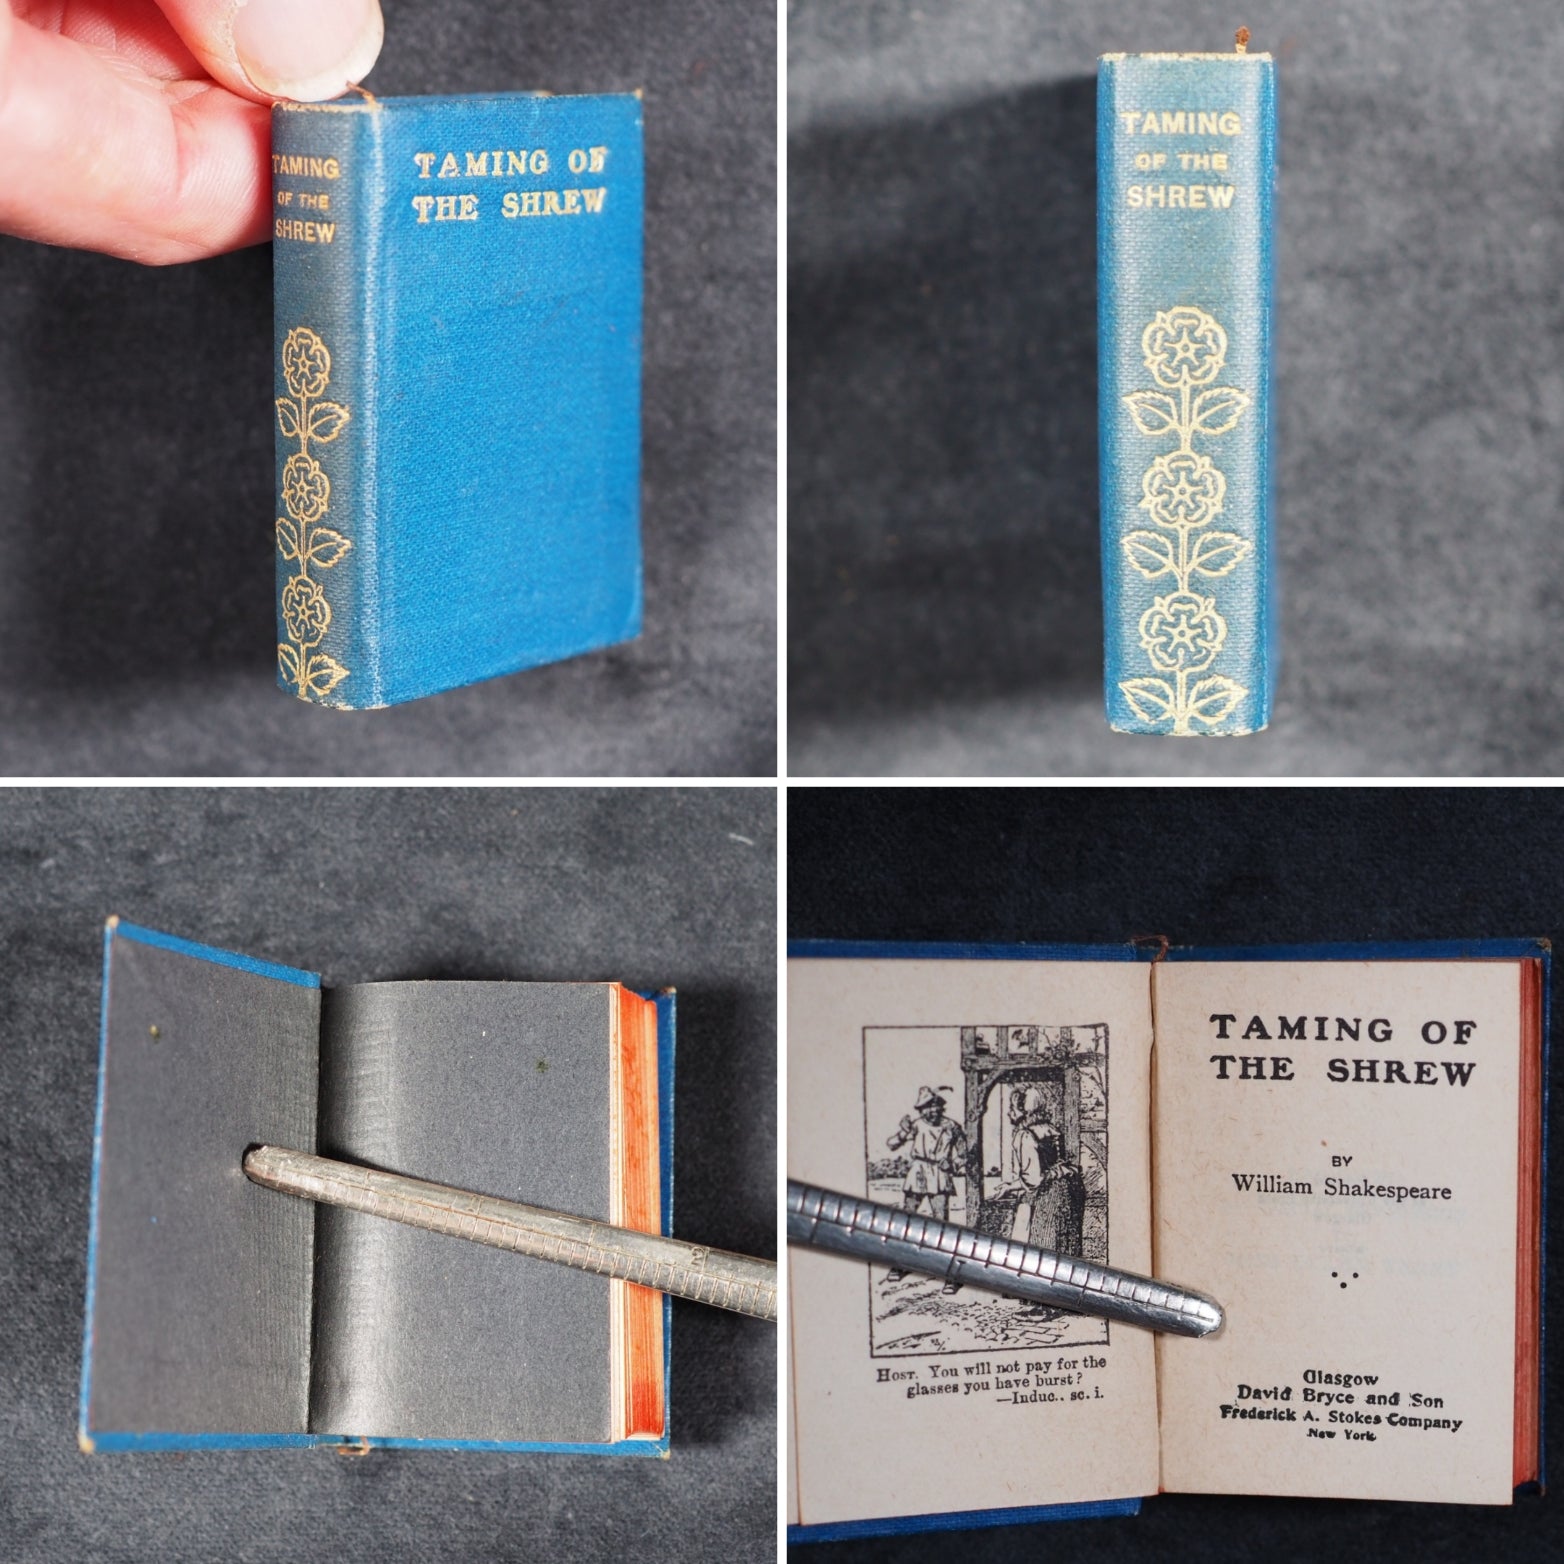 TAMING
OF THE
SHREW
TAMING OF
THE SHREW
TAMING
OF THE
SHREW
2
HOST. You will not pay for the
glasses you have burst?
—Induc.. sc. i.
TAMING OF
THE SHREW
BY
William Shakespeare
Glasgow
David Bryce and Son
Frederick A. Stokes Company
New York
1